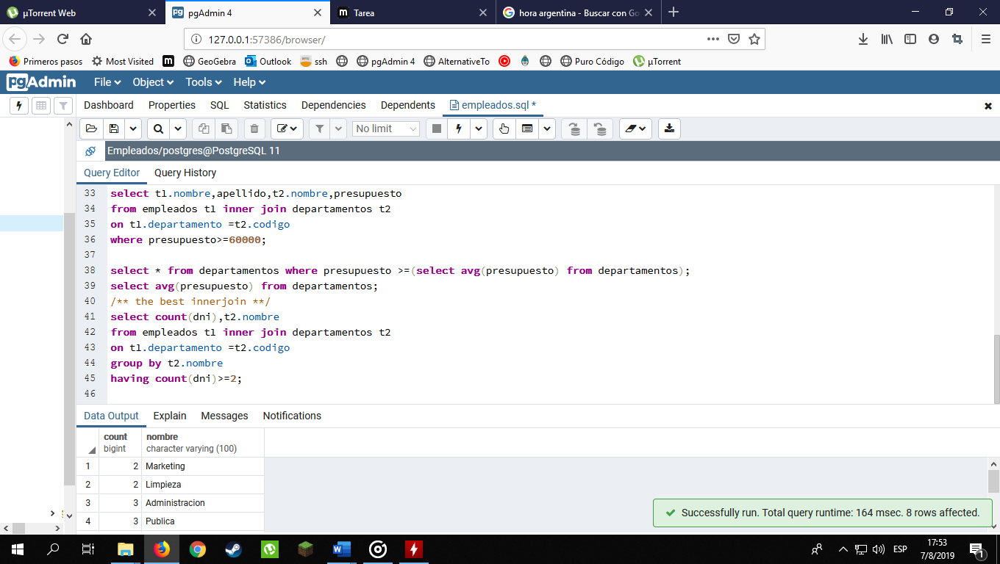 µTorrent Web
pgAdmin 4
Tarea
hora argentina - Buscar con Go
127.0.0.1:57386/browser/
Primeros pasos Most Visited GeoGebra Outlook ssh pgAdmin 4 AlternativeTo Puro Código µTorrent
pgAdmin File Object Tools Help
Dashboard Properties SQL Statistics Dependencies Dependents empleados.sql *
No limit
Empleados/postgres@PostgreSQL 11
Query Editor Query History
33 select t1.nombre,apellido,t2.nombre,presupuesto
34 from empleados t1 inner join departamentos t2
35 on t1.departamento =t2.codigo
36 where presupuesto>=60000;
37
38 select * from departamentos where presupuesto >=(select avg(presupuesto) from departamentos);
39 select avg(presupuesto) from departamentos;
40 /** the best innerjoin **/
41 select count(dni),t2.nombre
42 from empleados t1 inner join departamentos t2
43 on t1.departamento =t2.codigo
44 group by t2.nombre
45 having count(dni)>=2;
46
Data Output Explain Messages Notifications
count nombre
bigint character varying (100)
1 2 Marketing
2 2 Limpieza
3 3 Administracion
4 3 Publica
Successfully run. Total query runtime: 164 msec. 8 rows affected.
ESP
17:53
7/8/2019
1